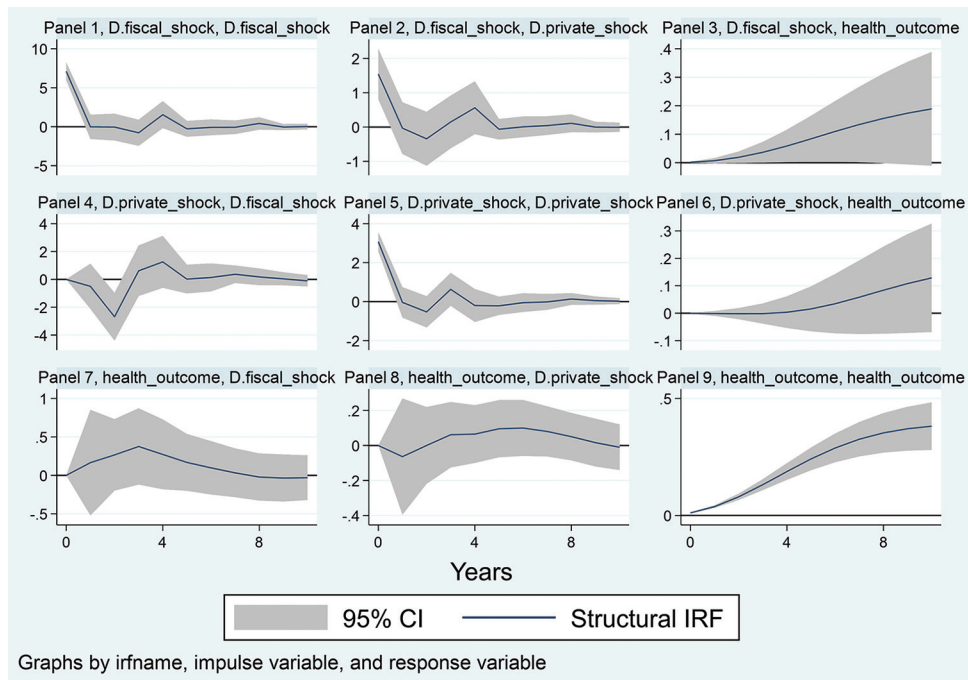 Panel 1, D.fiscal_shock, D.fiscal_shock
Panel 2, D.fiscal_shock, D.private_shock
Panel 3, D.fiscal_shock, health_outcome
10
5
0
-5
2
1
0
-1
.4
.3
.2
.1
0
Panel 4, D.private_shock, D.fiscal_shock
Panel 5, D.private_shock, D.private_shock
Panel 6, D.private_shock, health_outcome
4
2
0
-2
-4
4
2
0
-2
.3
.2
.1
0
-.1
Panel 7, health_outcome, D.fiscal_shock
Panel 8, health_outcome, D.private_shock
Panel 9, health_outcome, health_outcome
1
.5
0
-.5
.2
0
-.2
-.4
5
0
0 4 8
0 4 8
0 4 8
Years
95% CI
Structural IRF
Graphs by irfname, impulse variable, and response variable